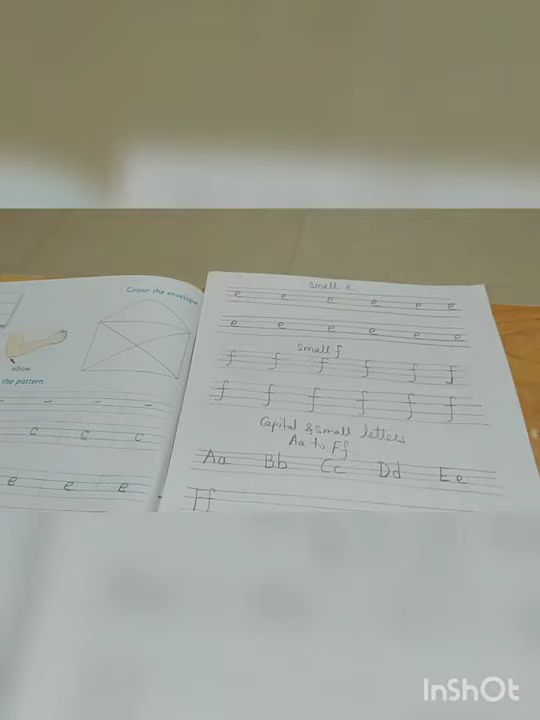 Colour the envelope
elbow
the pattern
c c c
e e e
small e
e e e e e e
e e e e e e
small f
f f f f f f
f f f f f f
Capital & small letters
Aa to Ff
Aa Bb Cc Dd Ee
Ff
InShOt